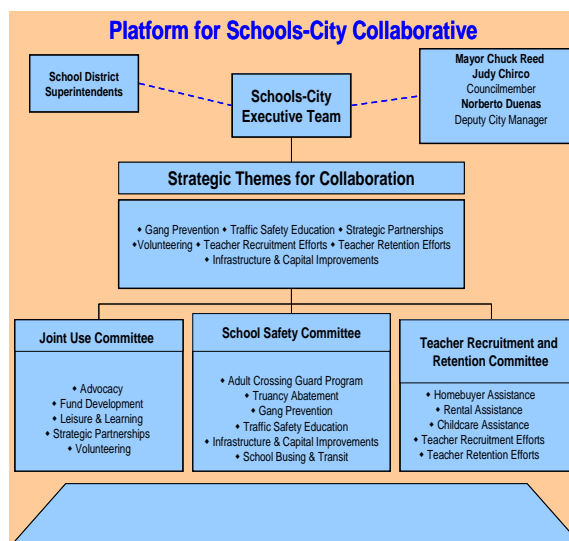 Platform for Schools-City Collaborative
School District
Superintendents
Schools-City
Executive Team
Mayor Chuck Reed
Judy Chirco
Councilmember
Norberto Duenas
Deputy City Manager
Strategic Themes for Collaboration
♦ Gang Prevention ♦ Traffic Safety Education ♦ Strategic Partnerships
♦Volunteering ♦ Teacher Recruitment Efforts ♦ Teacher Retention Efforts
♦ Infrastructure & Capital Improvements
Joint Use Committee
♦ Advocacy
♦ Fund Development
♦ Leisure & Learning
♦ Strategic Partnerships
♦ Volunteering
School Safety Committee
♦ Adult Crossing Guard Program
♦ Truancy Abatement
♦ Gang Prevention
♦ Traffic Safety Education
♦ Infrastructure & Capital Improvements
♦ School Busing & Transit
Teacher Recruitment and
Retention Committee
♦ Homebuyer Assistance
♦ Rental Assistance
♦ Childcare Assistance
♦ Teacher Recruitment Efforts
♦ Teacher Retention Efforts